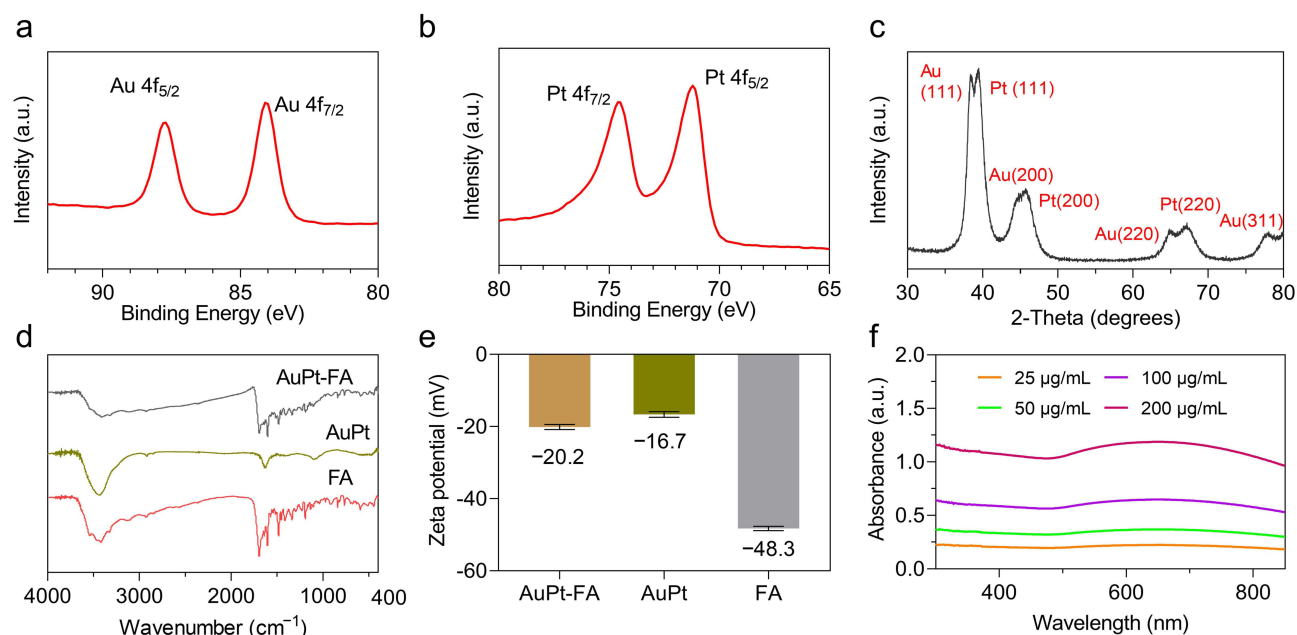 a
Intensity (a.u.)
Au 4f5/2
Au 4f7/2
90
85
80
Binding Energy (eV)
b
Intensity (a.u.)
Pt 4f7/2
Pt 4f5/2
80
75
70
65
Binding Energy (eV)
c
Intensity (a.u.)
Au
(111)
Pt (111)
Au(200)
Pt(200)
Au(220)
Pt(220)
Au(311)
30
40
50
60
70
80
2-Theta (degrees)
d
AuPt-FA
AuPt
FA
4000
3000
2000
1000
400
Wavenumber (cm−1)
e
Zeta potential (mV)
0
-20
-40
-60
−20.2
−16.7
−48.3
AuPt-FA
AuPt
FA
f
Absorbance (a.u.)
2.0
1.5
1.0
0.5
0.0
25 µg/mL
100 µg/mL
50 µg/mL
200 µg/mL
400
600
800
Wavelength (nm)